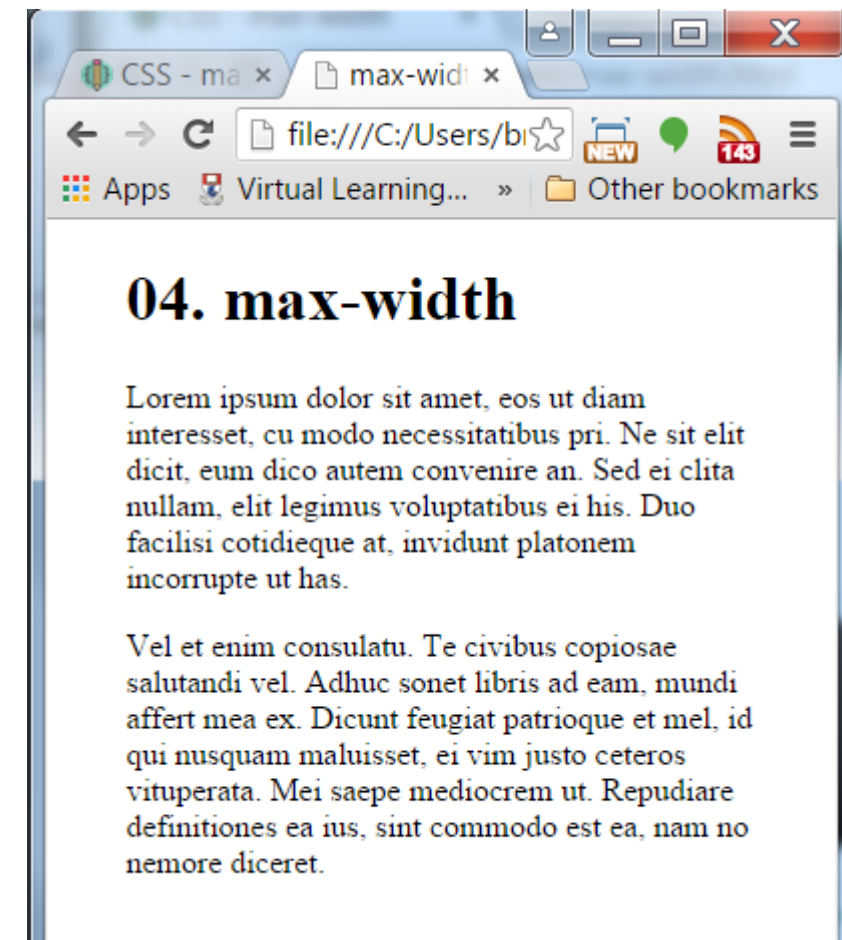 CSS - ma
max-widt
file:///C:/Users/br
NEW
143
Apps
Virtual Learning...
»
Other bookmarks
04. max-width
Lorem ipsum dolor sit amet, eos ut diam
interesset, cu modo necessitatibus pri. Ne sit elit
dicit, eum dico autem convenire an. Sed ei clita
nullam, elit legimus voluptatibus ei his. Duo
facilisi cotidieque at, invidunt platonem
incorrupte ut has.
Vel et enim consulatu. Te civibus copiosae
salutandi vel. Adhuc sonet libris ad eam, mundi
affert mea ex. Dicunt feugiat patrioque et mel, id
qui nusquam maluisset, ei vim justo ceteros
vituperata. Mei saepe mediocrem ut. Repudiare
definitiones ea ius, sint commodo est ea, nam no
nemore diceret.